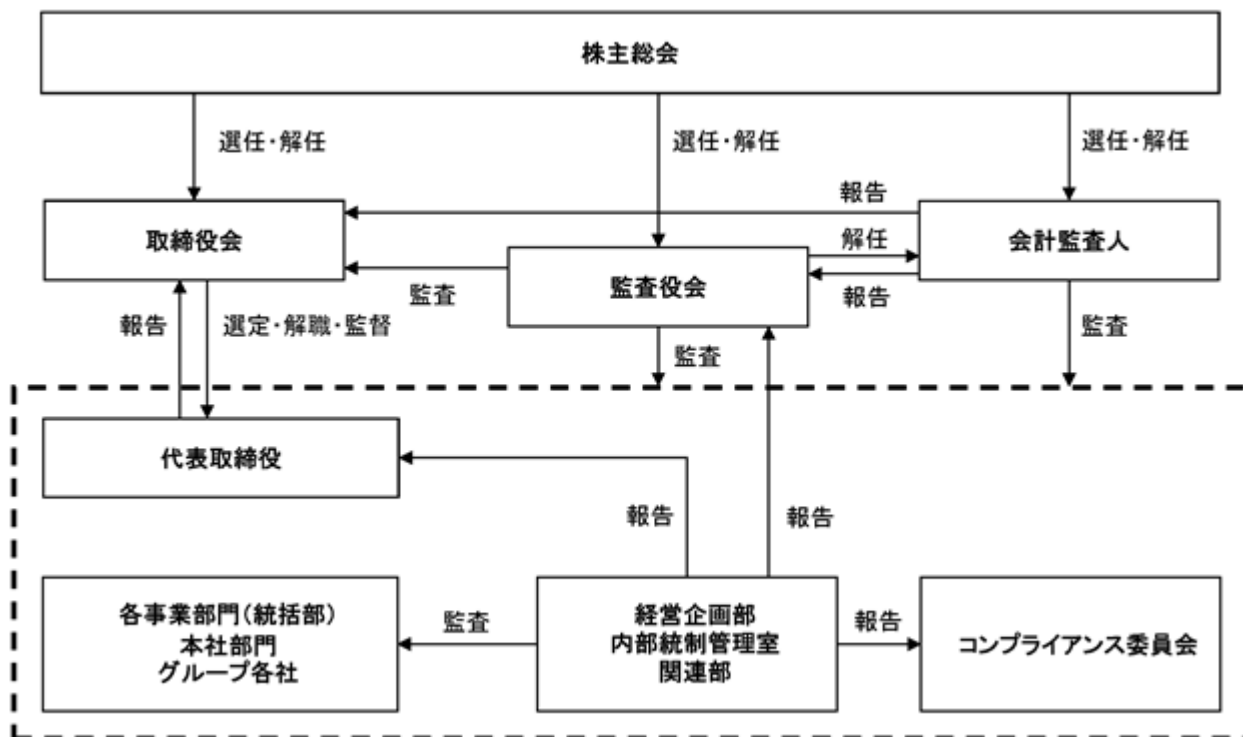 株主総会
選任・解任
選任・解任
選任・解任
報告
取締役会
解任
会計監査人
監査
監査役会
報告
報告
選定・解職・監督
監査
監査
代表取締役
報告
報告
各事業部門(統括部)
本社部門
グループ各社
監査
経営企画部
内部統制管理室
関連部
報告
コンプライアンス委員会